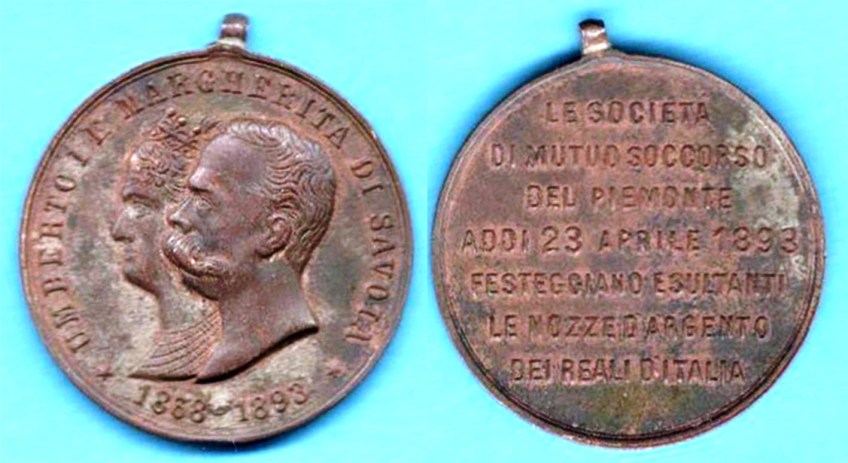 UMBERTO I E MARGHERITA DI SAVOIA
1868-1893
LE SOCIETÀ
DI MUTUO SOCCORSO
DEL PIEMONTE
ADDI 23 APRILE 1893
FESTEGGIANO ESULTANTI
LE NOZZE D'ARGENTO
DEI REALI D'ITALIA